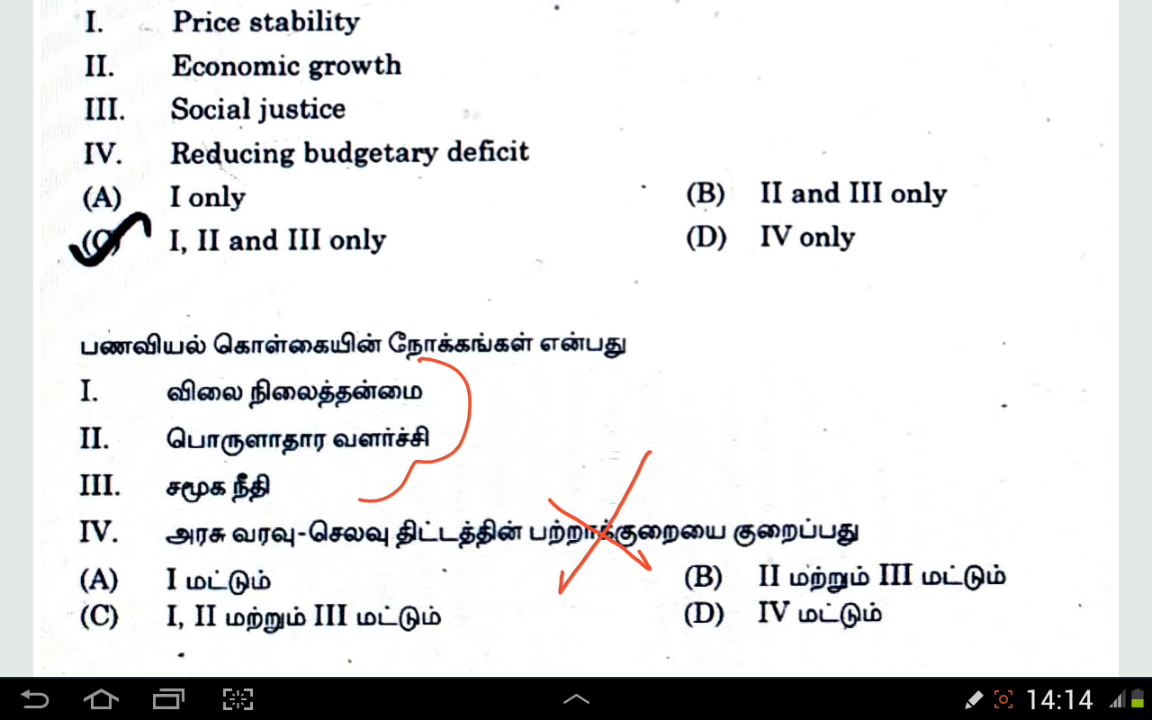 I. Price stability
II. Economic growth
III. Social justice
IV. Reducing budgetary deficit
(A) I only (B) II and III only
(C) I, II and III only (D) IV only
பணவியல் கொள்கையின் நோக்கங்கள் என்பது
I. விலை நிலைத்தன்மை
II. பொருளாதார வளர்ச்சி
III. சமூக நீதி
IV. அரசு வரவு-செலவு திட்டத்தின் பற்றாக்குறையை குறைப்பது
(A) I மட்டும் (B) II மற்றும் III மட்டும்
(C) I, II மற்றும் III மட்டும் (D) IV மட்டும்
14:14